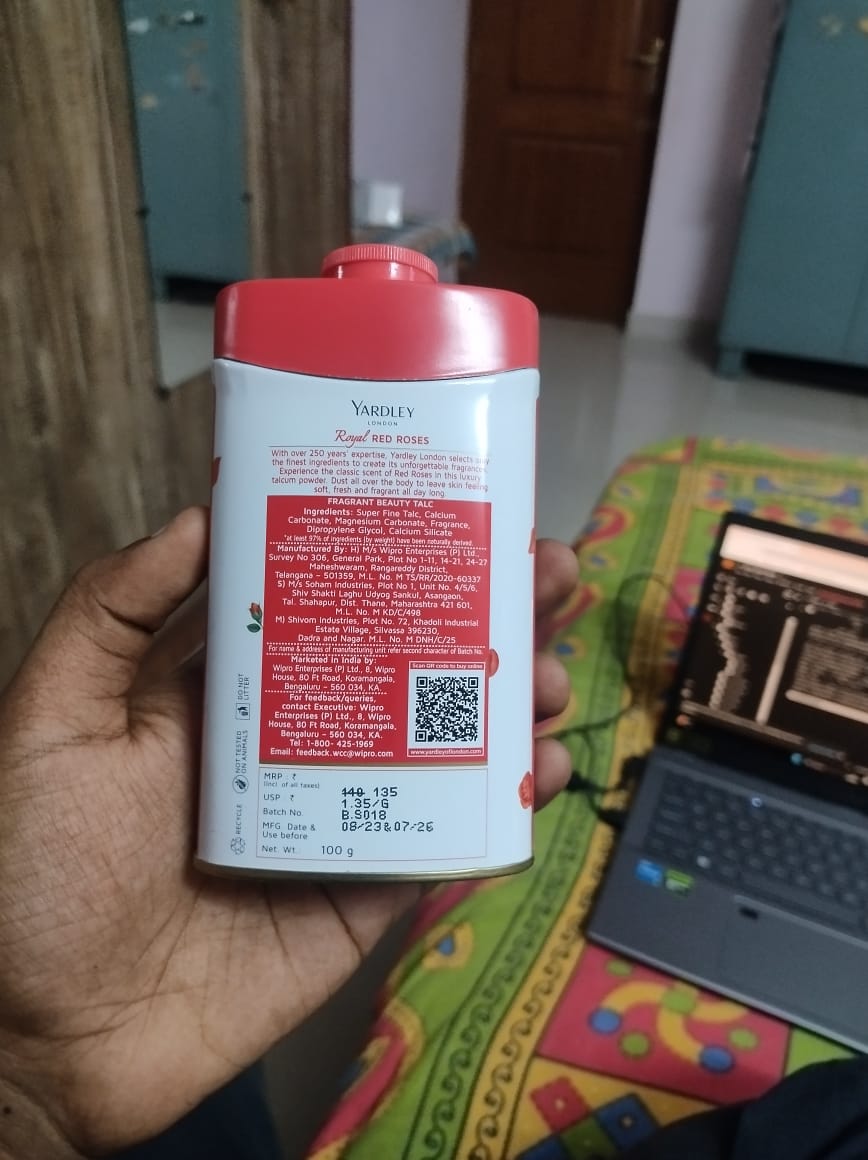 YARDLEY
LONDON
Royal RED ROSES
With over 250 years' expertise, Yardley London selects only
the finest ingredients to create its unforgettable fragrances.
Experience the classic scent of Red Roses in this luxury
talcum powder. Dust all over the body to leave skin feeling
soft, fresh and fragrant all day long.
FRAGRANT BEAUTY TALC
Ingredients: Super Fine Talc, Calcium
Carbonate, Magnesium Carbonate, Fragrance,
Dipropylene Glycol, Calcium Silicate
*at least 97% of ingredients (by weight) have been naturally derived.
Manufactured By: H) M/s Wipro Enterprises (P) Ltd.,
Survey No 306, General Park, Plot No 1-11, 14-21, 24-27
Maheshwaram, Rangareddy District,
Telangana – 501359, M.L. No. M TS/RR/2020-60337
S) M/s Soham Industries, Plot No 1, Unit No. 4/5/6,
Shiv Shakti Laghu Udyog Sankul, Asangaon,
Tal. Shahapur, Dist. Thane, Maharashtra 421 601,
M.L. No. M KD/C/498
M) Shivom Industries, Plot No. 72, Khadoli Industrial
Estate Village, Silvassa 396230,
Dadra and Nagar. M.L. No. M DNH/C/25
For name & address of manufacturing unit refer second character of Batch No.
Marketed in India by:
Wipro Enterprises (P) Ltd., 8, Wipro
House, 80 Ft Road, Koramangala,
Bengaluru – 560 034, KA.
For feedback/queries,
contact Executive: Wipro
Enterprises (P) Ltd., 8, Wipro
House, 80 Ft Road, Koramangala,
Bengaluru – 560 034, KA.
Tel: 1-800- 425-1969
Email: feedback.wcc@wipro.com
Scan QR code to buy online
www.yardleyoflondon.com
DO NOT
LITTER
NOT TESTED
ON ANIMALS
RECYCLE
MRP : ₹ 140 135
(incl. of all taxes)
USP ₹ 1.35/G
Batch No. B.S018
MFG Date & 08/23&07/26
Use before
Net. Wt.: 100 g